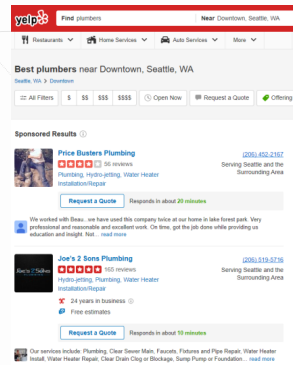 yelp
Find plumbers
Near Downtown, Seattle, WA
Restaurants Home Services Auto Services More
Best plumbers near Downtown, Seattle, WA
Seattle, WA > Downtown
All Filters $ $$ $$$ $$$$ Open Now Request a Quote Offering
Sponsored Results
Price Busters Plumbing
(206) 452-2167
56 reviews
Serving Seattle and the
Surrounding Area
Plumbing, Hydro-jetting, Water Heater
Installation/Repair
Request a Quote Responds in about 20 minutes
We worked with Beau...we have used this company twice at our home in lake forest park. Very
professional and reasonable and excellent work. On time, got the job done while providing us
education and insight. Not... read more
Joe's 2 Sons Plumbing
(206) 519-5716
165 reviews
Serving Seattle and the
Surrounding Area
Hydro-jetting, Plumbing, Water Heater
Installation/Repair
24 years in business
Free estimates
Request a Quote Responds in about 10 minutes
Our services include: Plumbing, Clear Sewer Main, Faucets, Fixtures and Pipe Repair, Water Heater
Install, Water Heater Repair, Clear Drain Clog or Blockage, Sump Pump or Foundation... read more